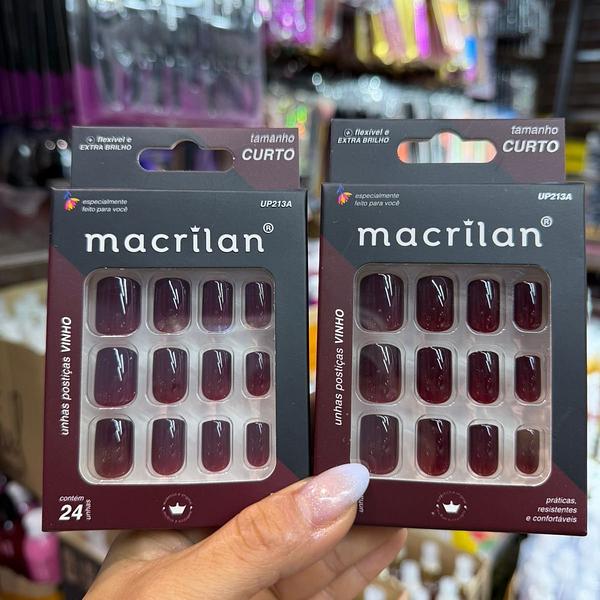 + flexível e
EXTRA BRILHO
tamanho
CURTO
especialmente
feito para você
UP213A
macrilan®
unhas postiças VINHO
contém
24 unhas
+ flexível e
EXTRA BRILHO
tamanho
CURTO
especialmente
feito para você
UP213A
macrilan®
unhas postiças VINHO
práticas,
resistentes
e confortáveis